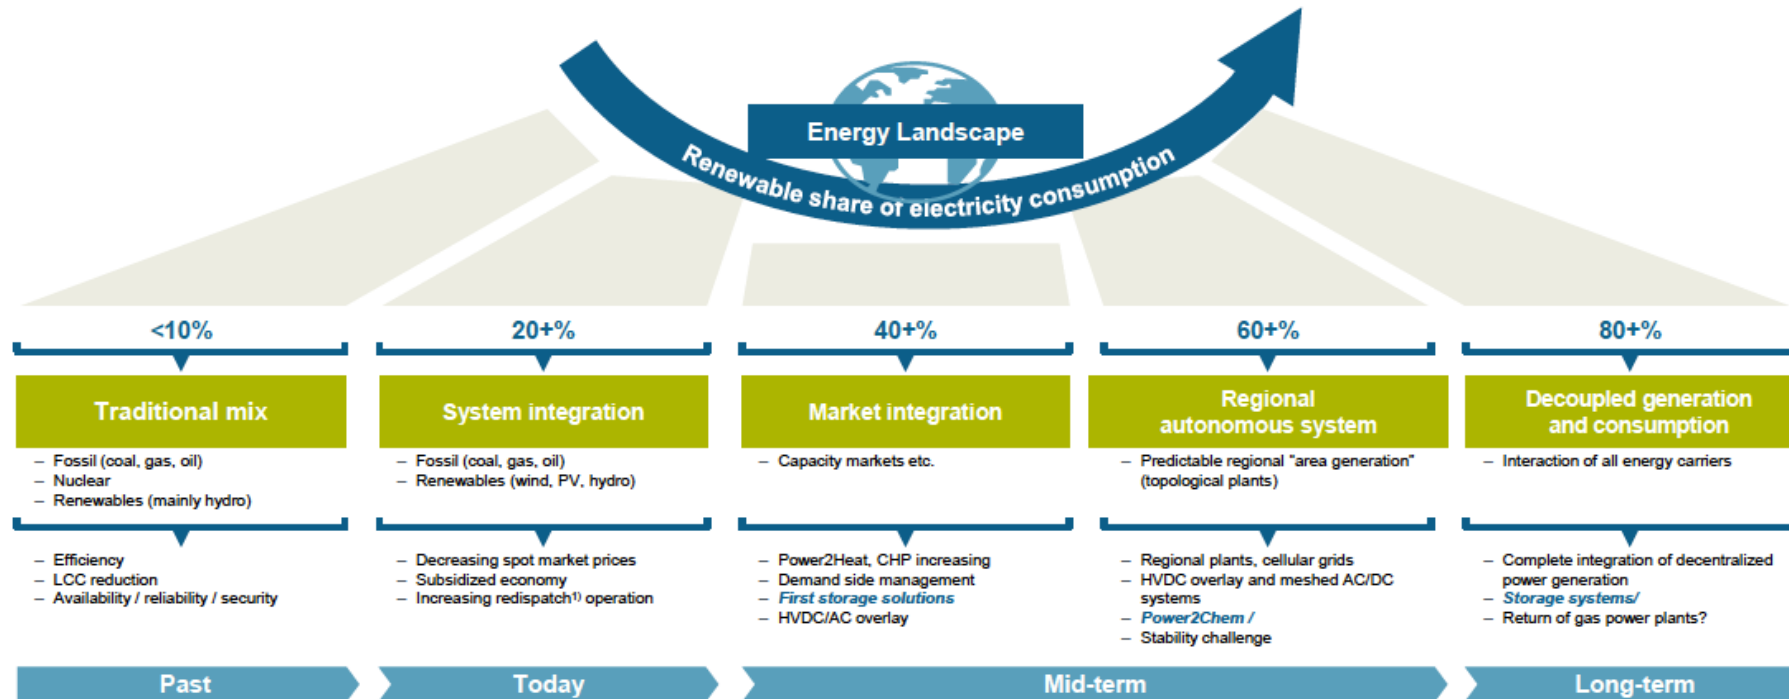 Energy Landscape
Renewable share of electricity consumption
<10%
20+%
40+%
60+%
80+%
Traditional mix
System integration
Market integration
Regional
autonomous system
Decoupled generation
and consumption
– Fossil (coal, gas, oil)
– Nuclear
– Renewables (mainly hydro)
– Fossil (coal, gas, oil)
– Renewables (wind, PV, hydro)
– Capacity markets etc.
– Predictable regional "area generation"
(topological plants)
– Interaction of all energy carriers
– Efficiency
– LCC reduction
– Availability / reliability / security
– Decreasing spot market prices
– Subsidized economy
– Increasing redispatch¹⁾ operation
– Power2Heat, CHP increasing
– Demand side management
– First storage solutions
– HVDC/AC overlay
– Regional plants, cellular grids
– HVDC overlay and meshed AC/DC
systems
– Power2Chem /
– Stability challenge
– Complete integration of decentralized
power generation
– Storage systems/
– Return of gas power plants?
Past
Today
Mid-term
Long-term